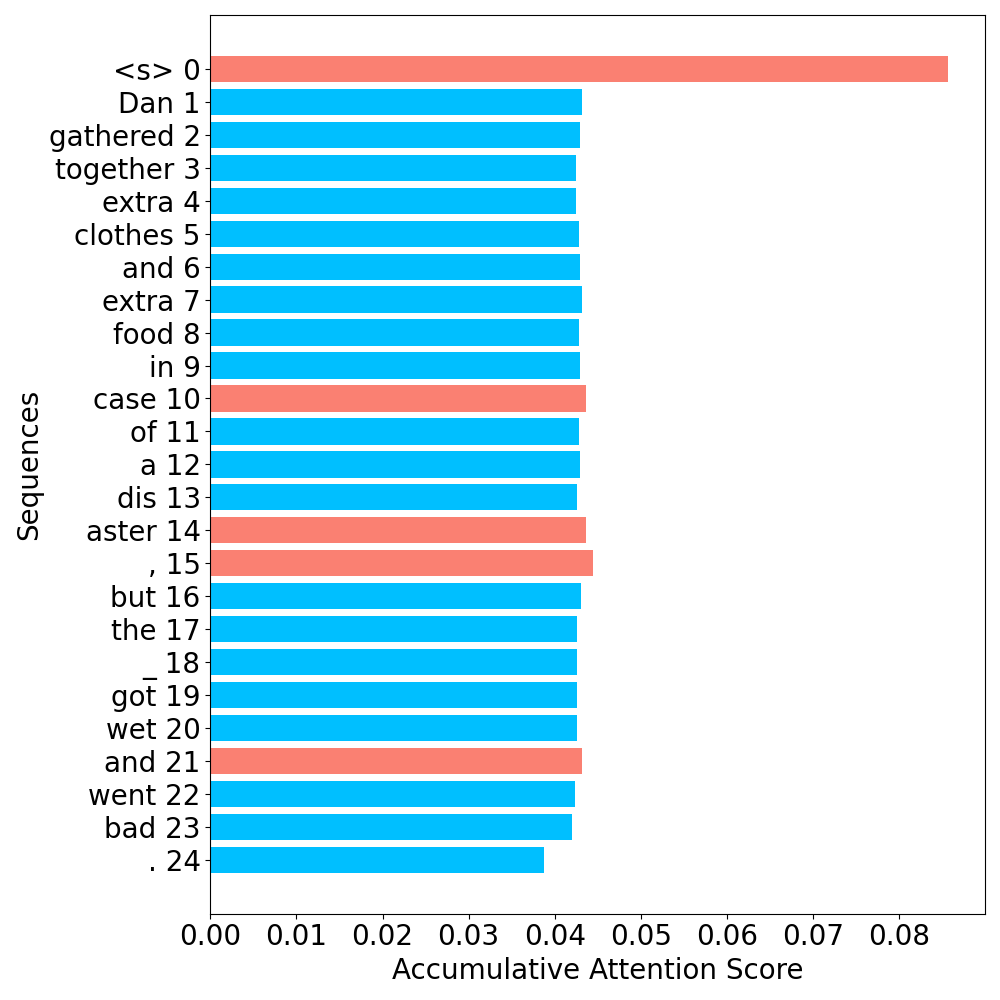 <s> 0
Dan 1
gathered 2
together 3
extra 4
clothes 5
and 6
extra 7
food 8
in 9
case 10
of 11
a 12
dis 13
aster 14
, 15
but 16
the 17
_ 18
got 19
wet 20
and 21
went 22
bad 23
. 24
Sequences
0.00 0.01 0.02 0.03 0.04 0.05 0.06 0.07 0.08
Accumulative Attention Score